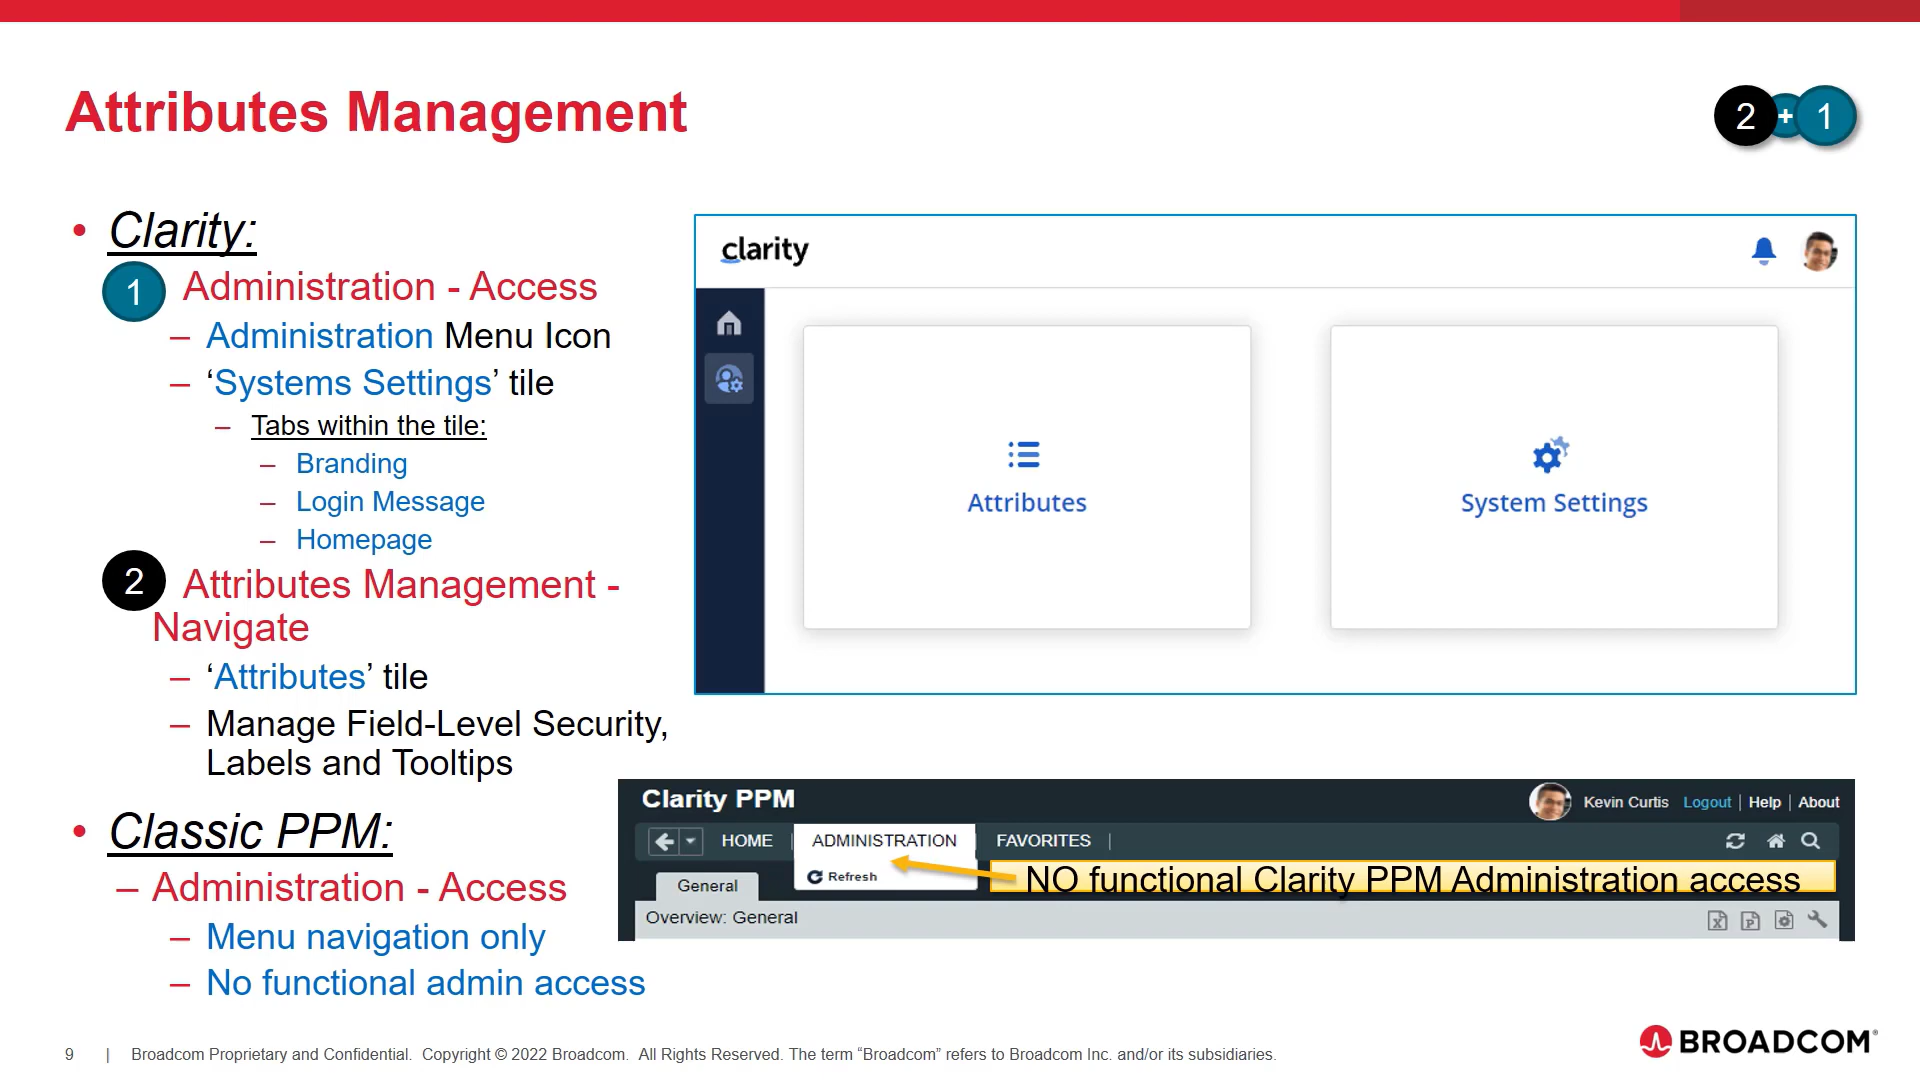 Attributes Management
2 + 1
• Clarity:
1 Administration - Access
– Administration Menu Icon
– ‘Systems Settings’ tile
– Tabs within the tile:
– Branding
– Login Message
– Homepage
2 Attributes Management -
Navigate
– ‘Attributes’ tile
– Manage Field-Level Security,
Labels and Tooltips
• Classic PPM:
– Administration - Access
– Menu navigation only
– No functional admin access
clarity
Attributes
System Settings
Clarity PPM
Kevin Curtis Logout | Help | About
HOME | ADMINISTRATION FAVORITES |
Refresh
NO functional Clarity PPM Administration access
General
Overview: General
9 | Broadcom Proprietary and Confidential. Copyright © 2022 Broadcom. All Rights Reserved. The term “Broadcom” refers to Broadcom Inc. and/or its subsidiaries.
BROADCOM®